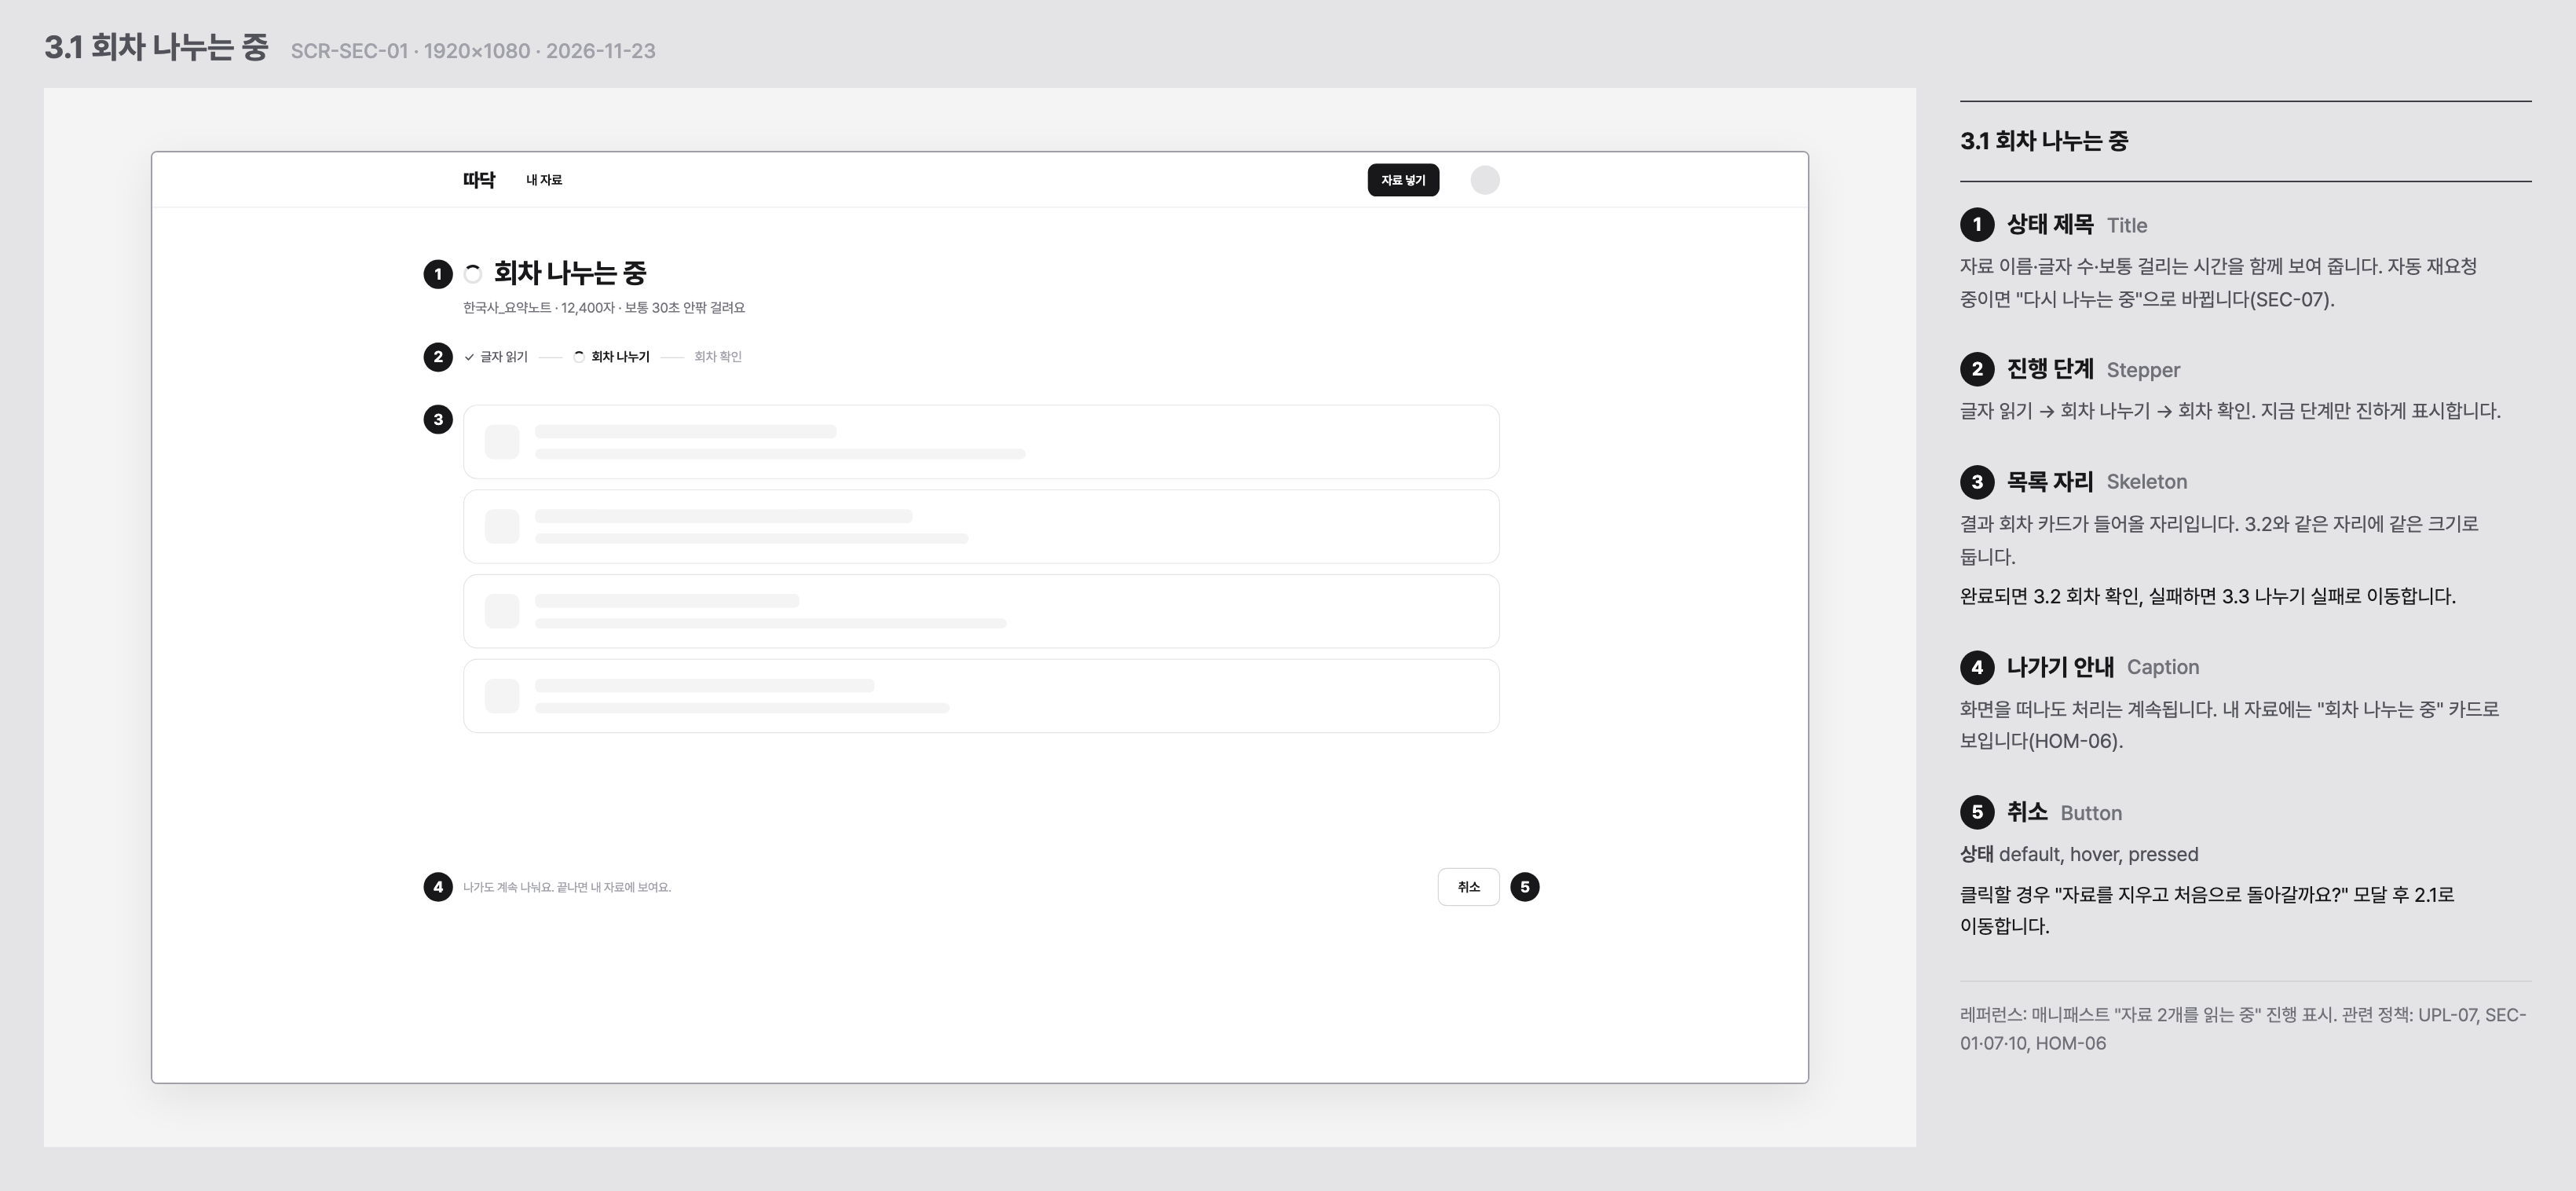 3.1 회차 나누는 중 SCR-SEC-01 · 1920×1080 · 2026-11-23
따닥 내 자료 자료 넣기
1 회차 나누는 중
한국사_요약노트 · 12,400자 · 보통 30초 안팎 걸려요
2 글자 읽기 회차 나누기 회차 확인
3
4 나가도 계속 나눠요. 끝나면 내 자료에 보여요. 취소 5
3.1 회차 나누는 중
1 상태 제목 Title
자료 이름·글자 수·보통 걸리는 시간을 함께 보여 줍니다. 자동 재요청
중이면 "다시 나누는 중"으로 바뀝니다(SEC-07).
2 진행 단계 Stepper
글자 읽기 → 회차 나누기 → 회차 확인. 지금 단계만 진하게 표시합니다.
3 목록 자리 Skeleton
결과 회차 카드가 들어올 자리입니다. 3.2와 같은 자리에 같은 크기로
둡니다.
완료되면 3.2 회차 확인, 실패하면 3.3 나누기 실패로 이동합니다.
4 나가기 안내 Caption
화면을 떠나도 처리는 계속됩니다. 내 자료에는 "회차 나누는 중" 카드로
보입니다(HOM-06).
5 취소 Button
상태 default, hover, pressed
클릭할 경우 "자료를 지우고 처음으로 돌아갈까요?" 모달 후 2.1로
이동합니다.
레퍼런스: 매니패스트 "자료 2개를 읽는 중" 진행 표시. 관련 정책: UPL-07, SEC-
01·07·10, HOM-06